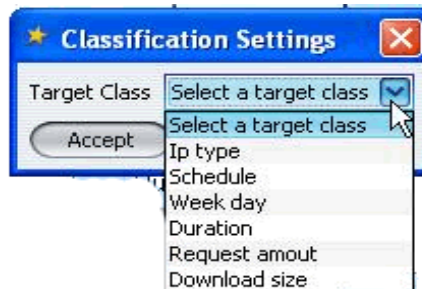 Classification Settings
Target Class Select a target class
Accept
Select a target class
Ip type
Schedule
Week day
Duration
Request amout
Download size